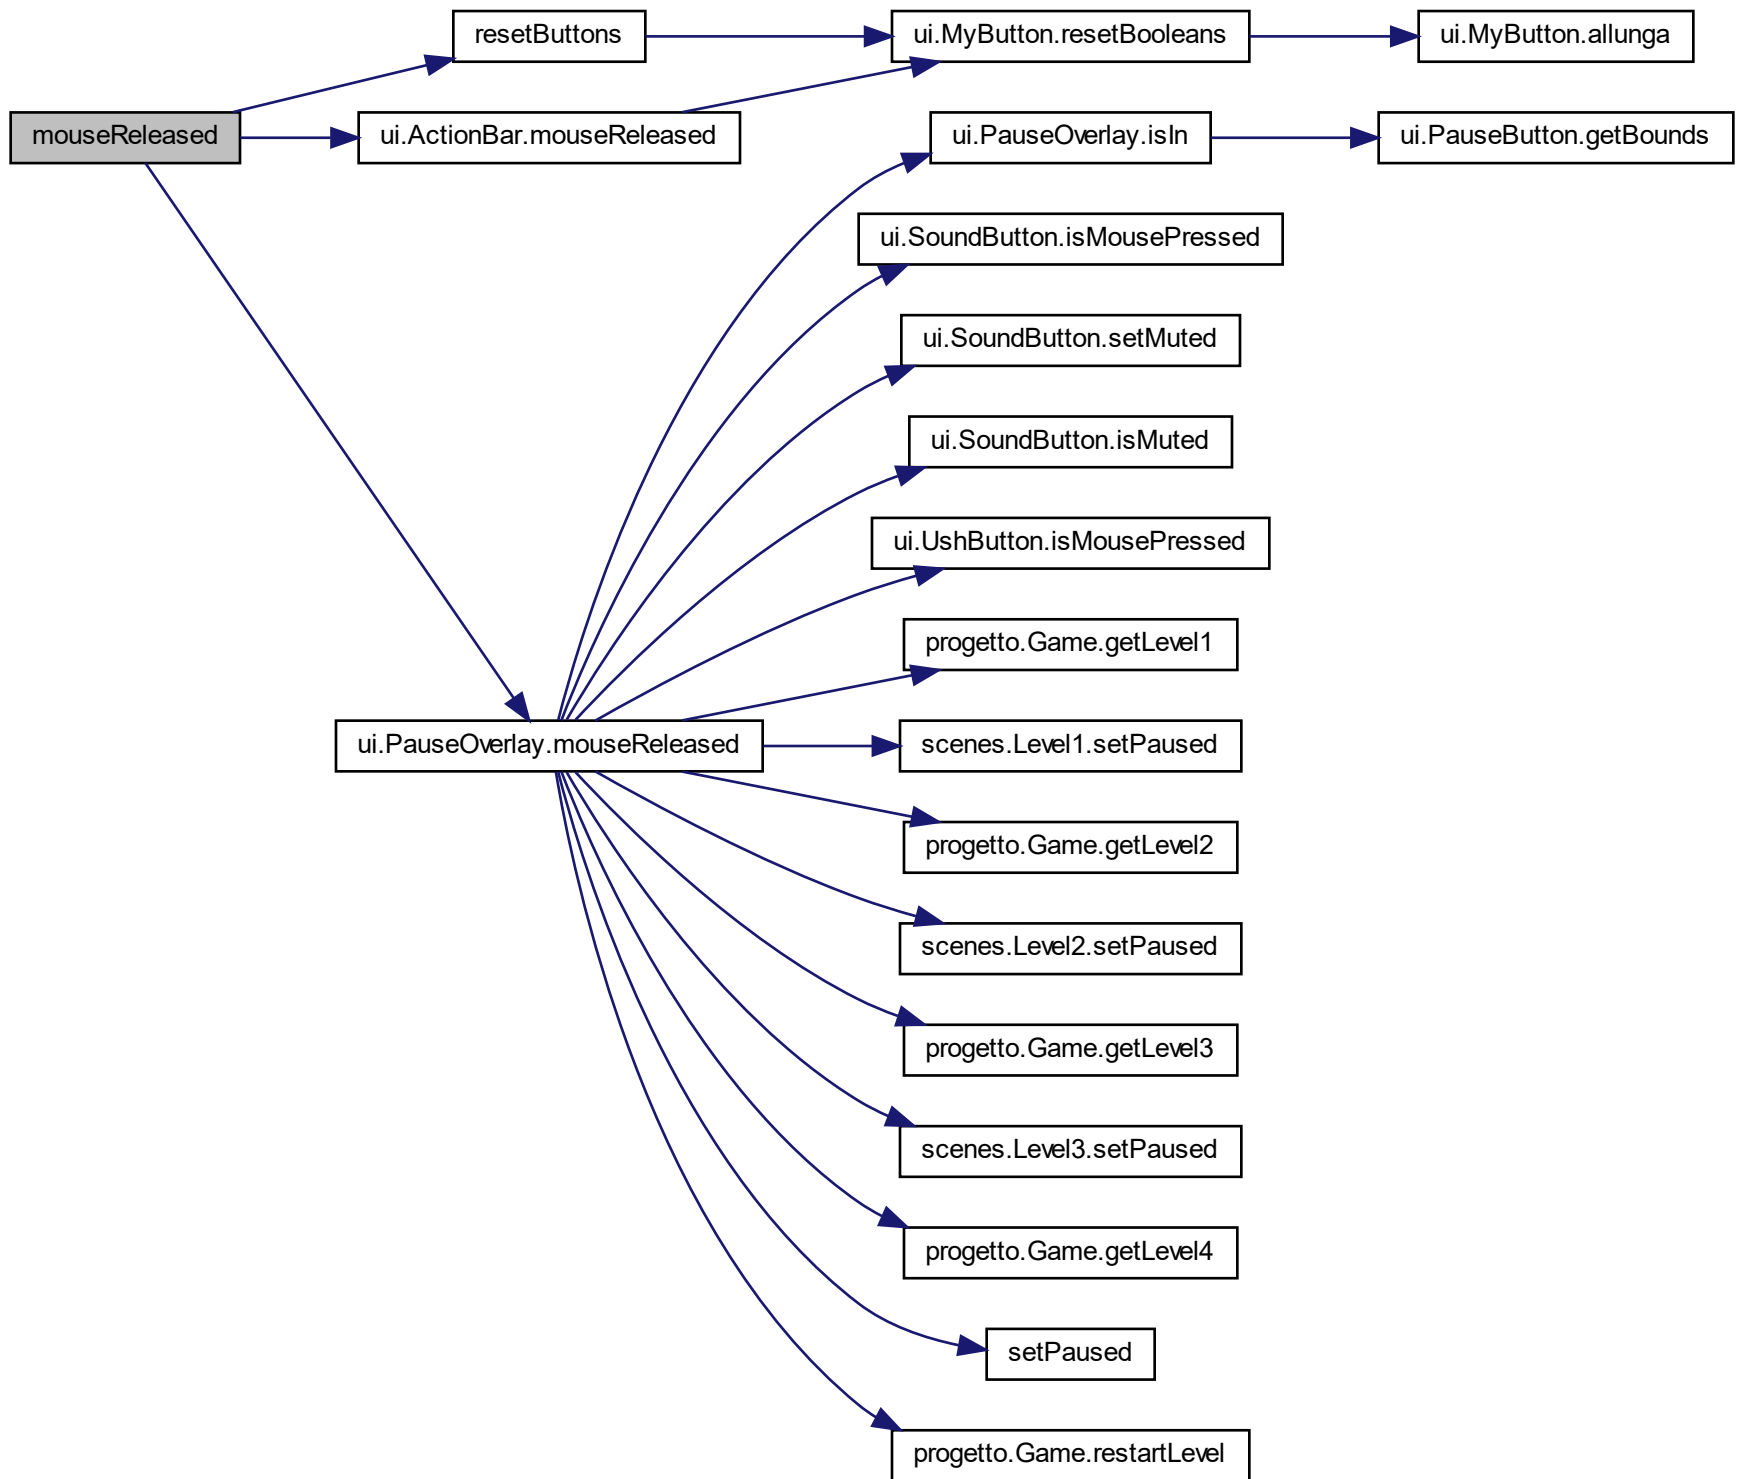 resetButtons
ui.MyButton.resetBooleans
ui.MyButton.allunga
mouseReleased
ui.ActionBar.mouseReleased
ui.PauseOverlay.isIn
ui.PauseButton.getBounds
ui.SoundButton.isMousePressed
ui.SoundButton.setMuted
ui.SoundButton.isMuted
ui.UshButton.isMousePressed
progetto.Game.getLevel1
ui.PauseOverlay.mouseReleased
scenes.Level1.setPaused
progetto.Game.getLevel2
scenes.Level2.setPaused
progetto.Game.getLevel3
scenes.Level3.setPaused
progetto.Game.getLevel4
setPaused
progetto.Game.restartLevel